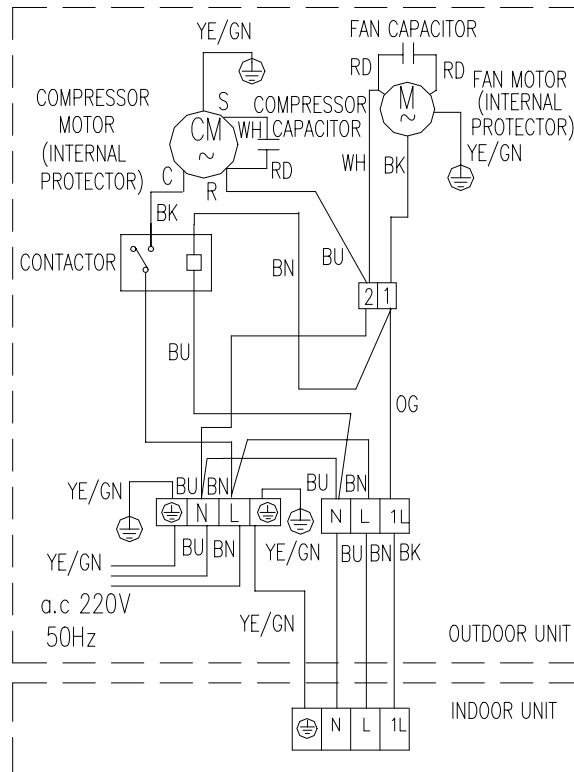 FAN CAPACITOR
YE/GN
RD
RD
FAN MOTOR
(INTERNAL
PROTECTOR)
M
~
COMPRESSOR
MOTOR
(INTERNAL
PROTECTOR)
S
COMPRESSOR
CAPACITOR
WH
CM
~
YE/GN
WH
BK
RD
C
R
BK
BU
BN
CONTACTOR
2
1
BU
OG
YE/GN
BU
BN
BU
BN
N
L
N
L
1L
YE/GN
BU
BN
YE/GN
BU
BN
BK
a.c 220V
50Hz
YE/GN
OUTDOOR UNIT
INDOOR UNIT
N
L
1L